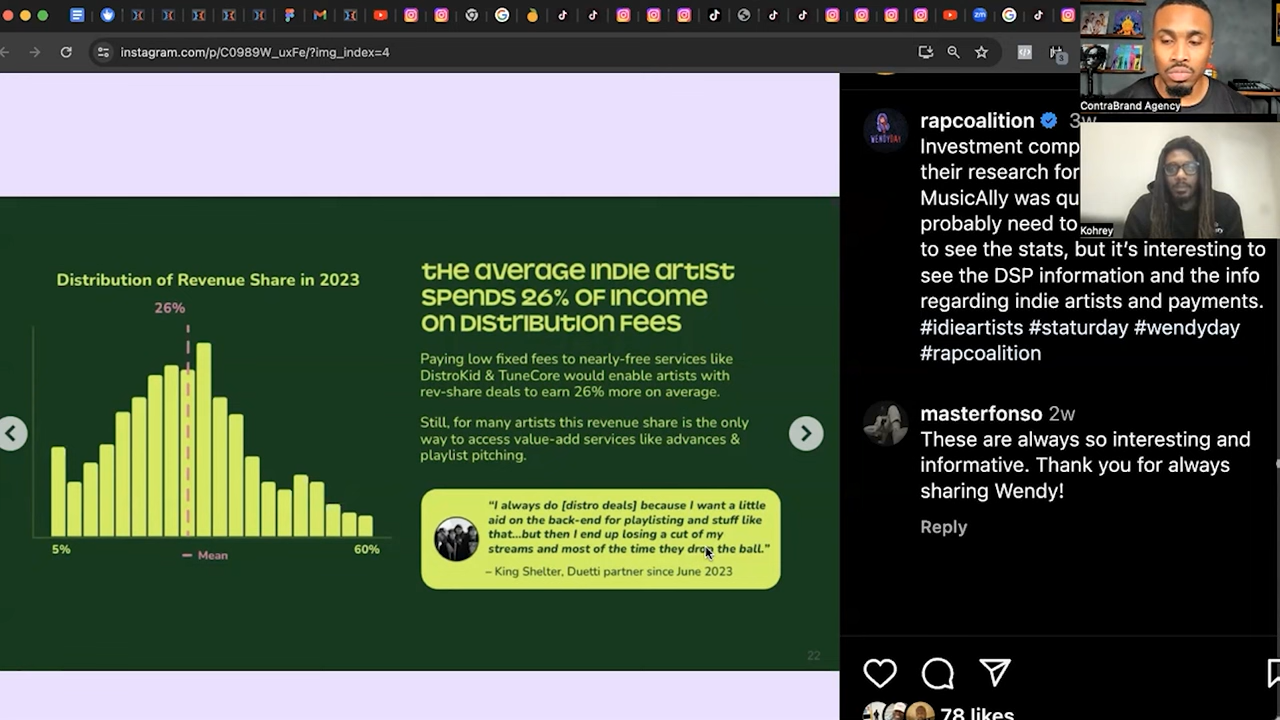 instagram.com/p/C0989W_uxFe/?img_index=4
3
ContraBrand Agency
Kohrey
Distribution of Revenue Share in 2023
26%
5%
60%
Mean
THE AVERAGE INDIE ARTIST
SPENDS 26% OF INCOME
ON DISTRIBUTION FEES
Paying low fixed fees to nearly-free services like
DistroKid & TuneCore would enable artists with
rev-share deals to earn 26% more on average.
Still, for many artists this revenue share is the only
way to access value-add services like advances &
playlist pitching.
"I always do [distro deals] because I want a little
aid on the back-end for playlisting and stuff like
that...but then I end up losing a cut of my
streams and most of the time they drop the ball."
– King Shelter, Duetti partner since June 2023
22
WENDYDAY
rapcoalition 3w
Investment comp
their research for
MusicAlly was qu
probably need to
to see the stats, but it's interesting to
see the DSP information and the info
regarding indie artists and payments.
#idieartists #staturday #wendyday
#rapcoalition
masterfonso 2w
These are always so interesting and
informative. Thank you for always
sharing Wendy!
Reply
78 likes